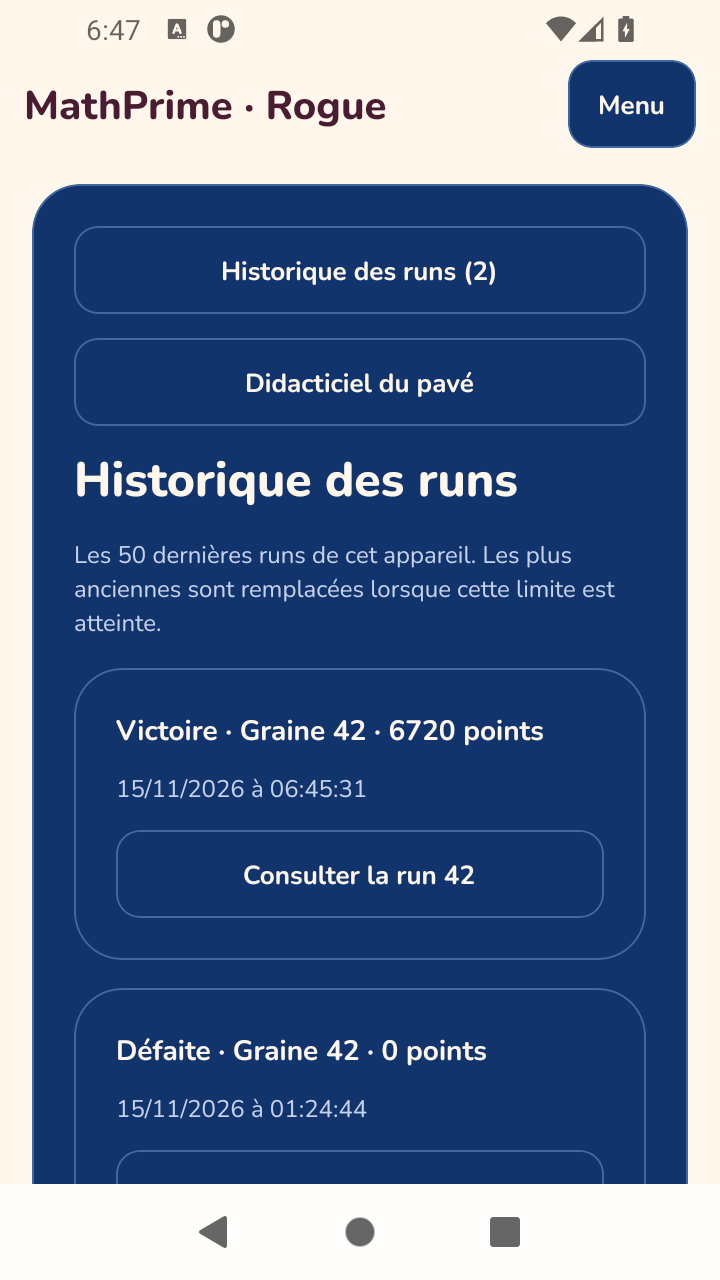 6:47
MathPrime · Rogue
Menu
Historique des runs (2)
Didacticiel du pavé
Historique des runs
Les 50 dernières runs de cet appareil. Les plus
anciennes sont remplacées lorsque cette limite est
atteinte.
Victoire · Graine 42 · 6720 points
15/11/2026 à 06:45:31
Consulter la run 42
Défaite · Graine 42 · 0 points
15/11/2026 à 01:24:44